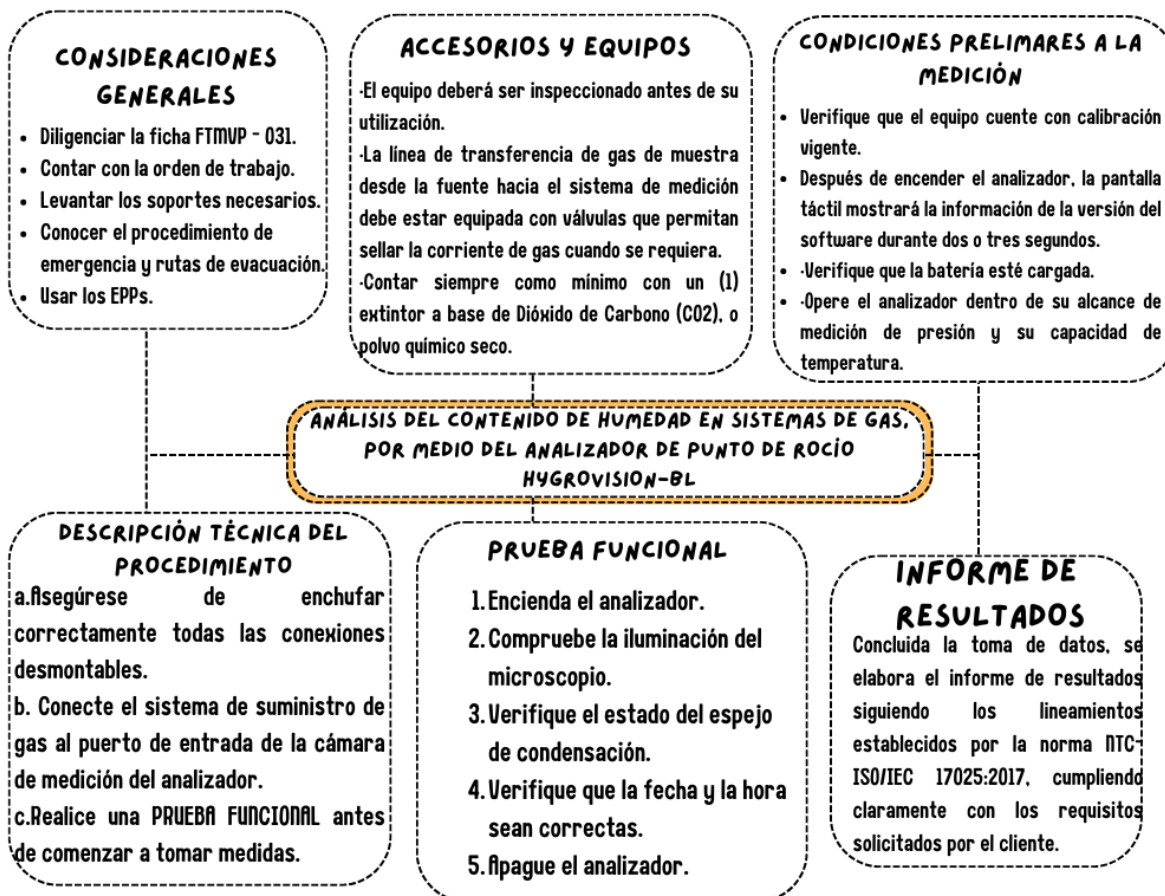 CONSIDERACIONES
GENERALES
• Diligenciar la ficha FTMVP - 031.
• Contar con la orden de trabajo.
• Levantar los soportes necesarios.
• Conocer el procedimiento de
emergencia y rutas de evacuación.
• Usar los EPPs.
ACCESORIOS Y EQUIPOS
·El equipo deberá ser inspeccionado antes de su
utilización.
·La línea de transferencia de gas de muestra
desde la fuente hacia el sistema de medición
debe estar equipada con válvulas que permitan
sellar la corriente de gas cuando se requiera.
·Contar siempre como mínimo con un (1)
extintor a base de Dióxido de Carbono (CO2), o
polvo químico seco.
CONDICIONES PRELIMARES A LA
MEDICIÓN
• Verifique que el equipo cuente con calibración
vigente.
• Después de encender el analizador, la pantalla
táctil mostrará la información de la versión del
software durante dos o tres segundos.
• ·Verifique que la batería esté cargada.
• ·Opere el analizador dentro de su alcance de
medición de presión y su capacidad de
temperatura.
ANÁLISIS DEL CONTENIDO DE HUMEDAD EN SISTEMAS DE GAS,
POR MEDIO DEL ANALIZADOR DE PUNTO DE ROCÍO
HYGROVISION-BL
DESCRIPCIÓN TÉCNICA DEL
PROCEDIMIENTO
a.Asegúrese de enchufar
correctamente todas las conexiones
desmontables.
b. Conecte el sistema de suministro de
gas al puerto de entrada de la cámara
de medición del analizador.
c.Realice una PRUEBA FUNCIONAL antes
de comenzar a tomar medidas.
PRUEBA FUNCIONAL
1. Encienda el analizador.
2. Compruebe la iluminación del
microscopio.
3. Verifique el estado del espejo
de condensación.
4. Verifique que la fecha y la hora
sean correctas.
5. Apague el analizador.
INFORME DE
RESULTADOS
Concluida la toma de datos, se
elabora el informe de resultados
siguiendo los lineamientos
establecidos por la norma NTC-
ISO/IEC 17025:2017, cumpliendo
claramente con los requisitos
solicitados por el cliente.